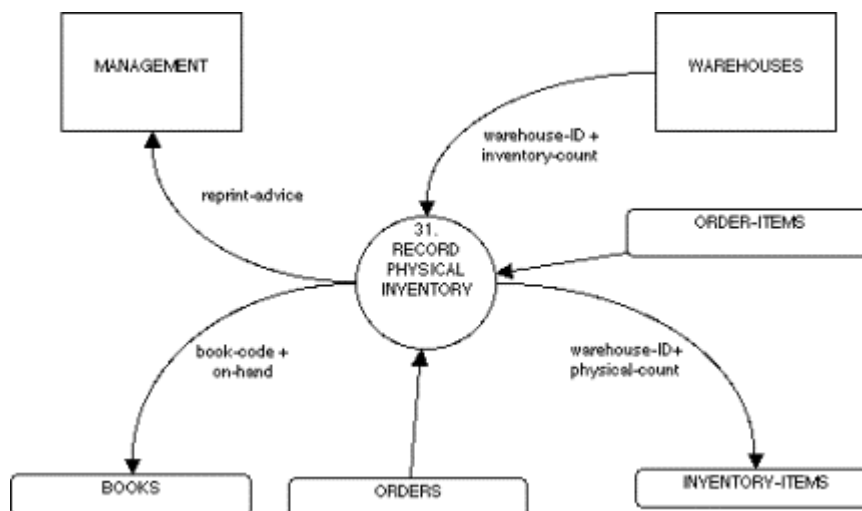 MANAGEMENT
WAREHOUSES
warehouse-ID +
inventory-count
reprint-advice
ORDER-ITEMS
31.
RECORD
PHYSICAL
INVENTORY
book-code +
on-hand
warehouse-ID+
physical-count
BOOKS
ORDERS
INVENTORY-ITEMS